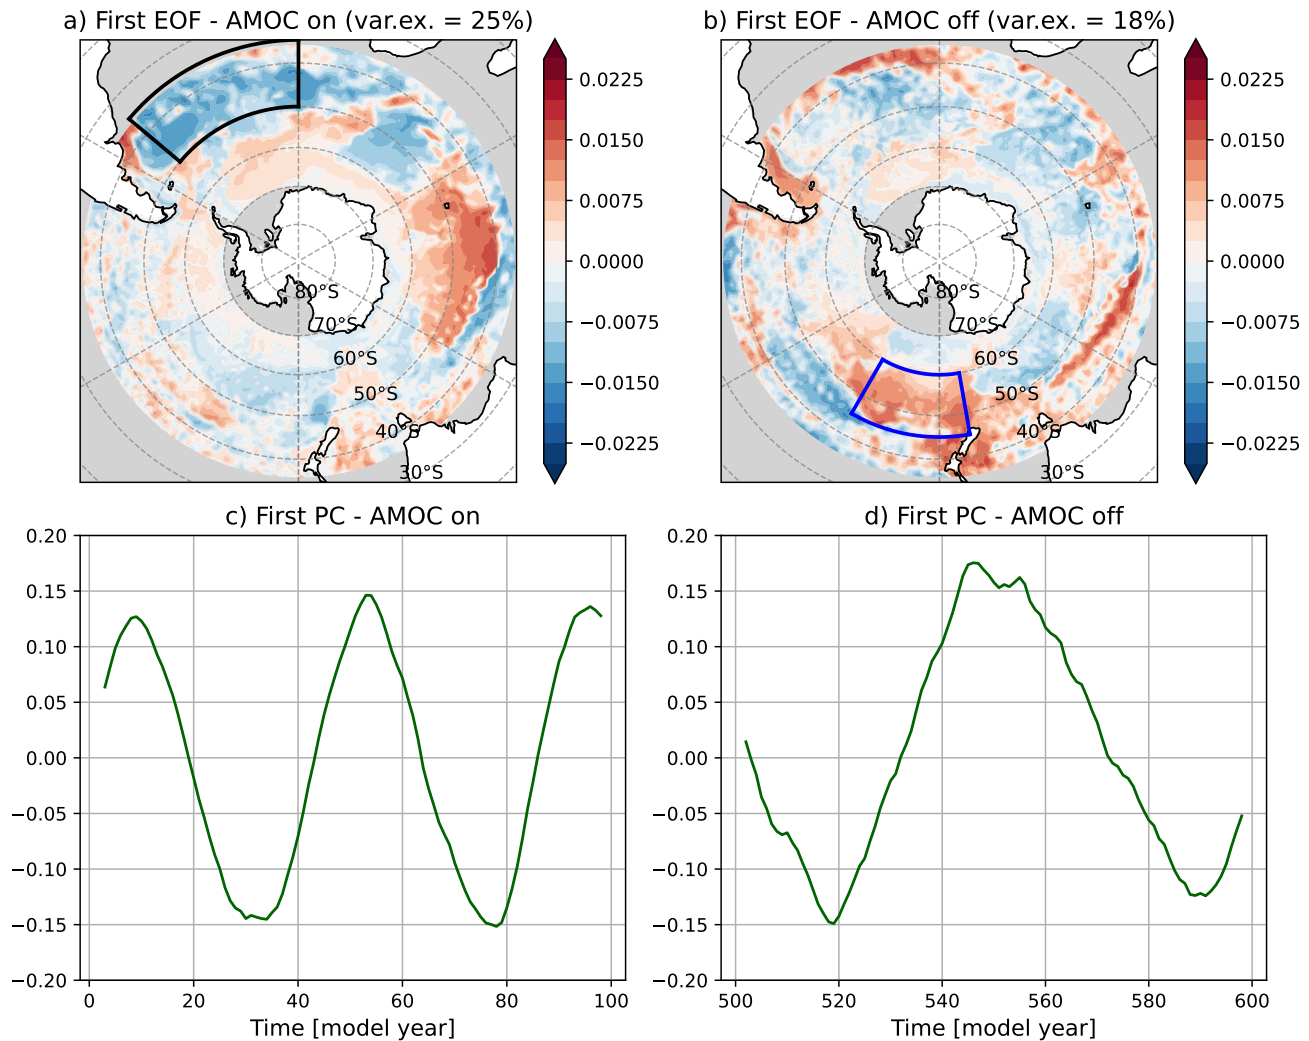 a) First EOF - AMOC on (var.ex. = 25%)
b) First EOF - AMOC off (var.ex. = 18%)
0.0225
0.0150
0.0075
0.0000
−0.0075
−0.0150
−0.0225
80°S
70°S
60°S
50°S
40°S
30°S
0.0225
0.0150
0.0075
0.0000
−0.0075
−0.0150
−0.0225
80°S
70°S
60°S
50°S
40°S
30°S
c) First PC - AMOC on
0.20
0.15
0.10
0.05
0.00
−0.05
−0.10
−0.15
−0.20
0 20 40 60 80 100
Time [model year]
d) First PC - AMOC off
0.20
0.15
0.10
0.05
0.00
−0.05
−0.10
−0.15
−0.20
500 520 540 560 580 600
Time [model year]